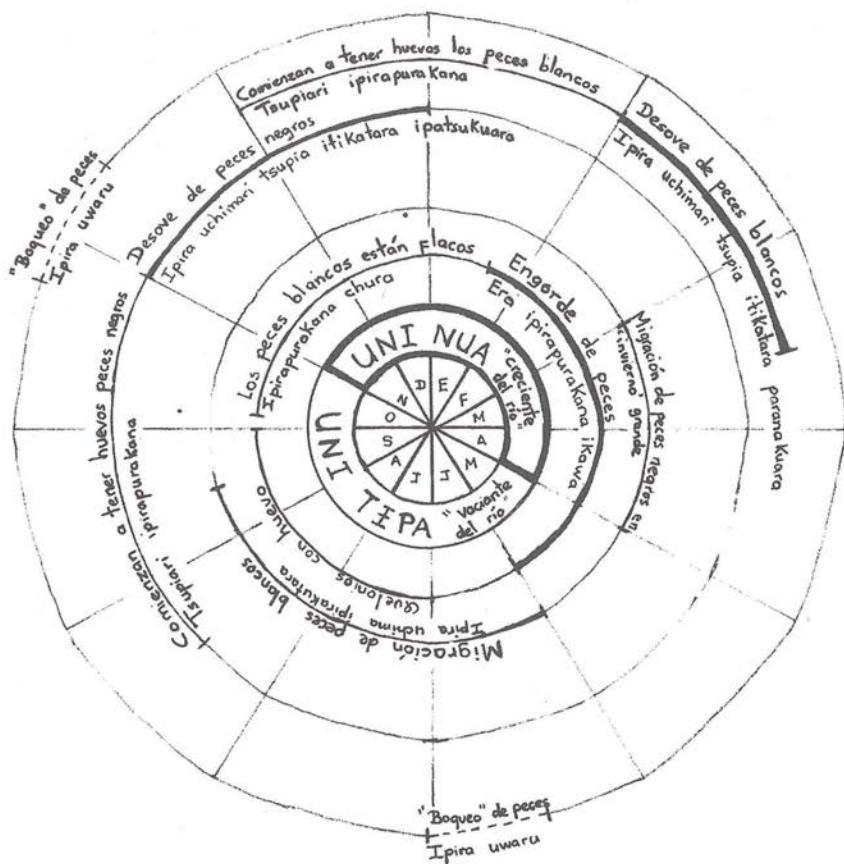 Comienzan a tener huevos los peces blancos
Tsupiari ipirapurakana
Desove de peces blancos
Ipira uchimari tsupia itikatara paranakuara
Desove de peces negros
Ipira uchimari tsupia itikatara ipatsukuara
"Boqueo" de peces
Ipira uwaru
Comienzan a tener huevos peces negros
Tsupiari ipirapurakana
Los peces blancos están Flacos
Ipirapurakana chura
Engorde de peces
Era ipirapurakana ikawa
Migración de peces negros en
"invierno" grande
UNI NUA
"creciente
del río"
UNI TIPA
"vaciante
del río"
E
F
M
A
M
J
J
A
S
O
N
D
Quelonios con huevo
Ipira uchima ipirakutara
Migración de peces blancos
"Boqueo" de peces
Ipira uwaru